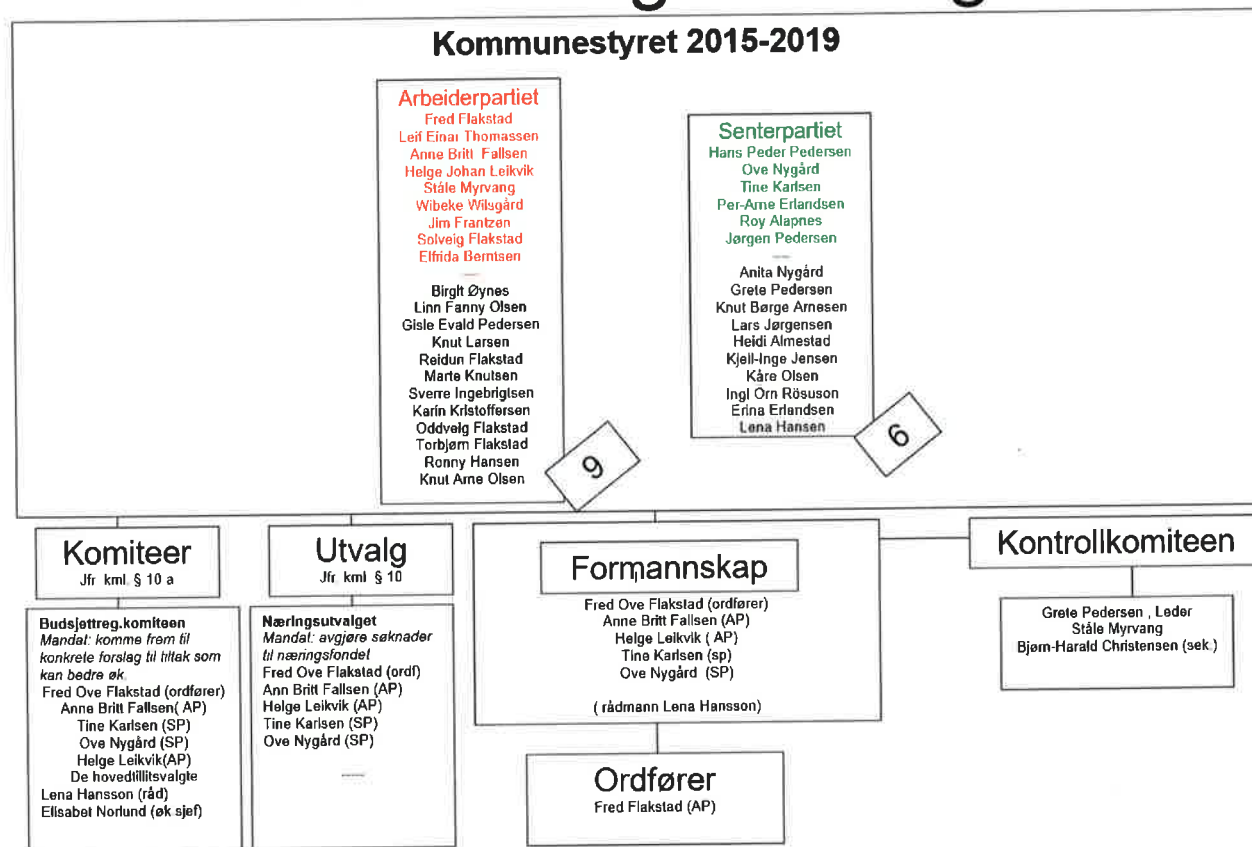 Kommunestyret 2015-2019
Arbeiderpartiet
Fred Flakstad
Leif Einar Thomassen
Anne Britt Fallsen
Helge Johan Leikvik
Ståle Myrvang
Wibeke Wilsgård
Jim Frantzen
Solveig Flakstad
Elfrida Berntsen
Birgit Øynes
Linn Fanny Olsen
Gisle Evald Pedersen
Knut Larsen
Reidun Flakstad
Marte Knutsen
Sverre Ingebrigtsen
Karin Kristoffersen
Oddveig Flakstad
Torbjørn Flakstad
Ronny Hansen
Knut Arne Olsen
9
Senterpartiet
Hans Peder Pedersen
Ove Nygård
Tine Karlsen
Per-Arne Erlandsen
Roy Alapnes
Jørgen Pedersen
Anita Nygård
Grete Pedersen
Knut Børge Arnesen
Lars Jørgensen
Heidi Almestad
Kjell-Inge Jensen
Kåre Olsen
Ingl Örn Rösuson
Erina Erlandsen
Lena Hansen
6
Komiteer
Jfr kml. § 10 a
Budsjettreg.komiteen
Mandat: komme frem til
konkrete forslag til tiltak som
kan bedre øk.
Fred Ove Flakstad (ordfører)
Anne Britt Fallsen( AP)
Tine Karlsen (SP)
Ove Nygård (SP)
Helge Leikvik(AP)
De hovedtillitsvalgte
Lena Hansson (råd)
Elisabet Norlund (øk sjef)
Utvalg
Jfr kml § 10
Næringsutvalget
Mandat: avgjøre søknader
til næringsfondet
Fred Ove Flakstad (ordf)
Ann Britt Fallsen (AP)
Helge Leikvik (AP)
Tine Karlsen (SP)
Ove Nygård (SP)
Formannskap
Fred Ove Flakstad (ordfører)
Anne Britt Fallsen (AP)
Helge Leikvik ( AP)
Tine Karlsen (sp)
Ove Nygård (SP)
( rådmann Lena Hansson)
Ordfører
Fred Flakstad (AP)
Kontrollkomiteen
Grete Pedersen , Leder
Ståle Myrvang
Bjørn-Harald Christensen (sek.)